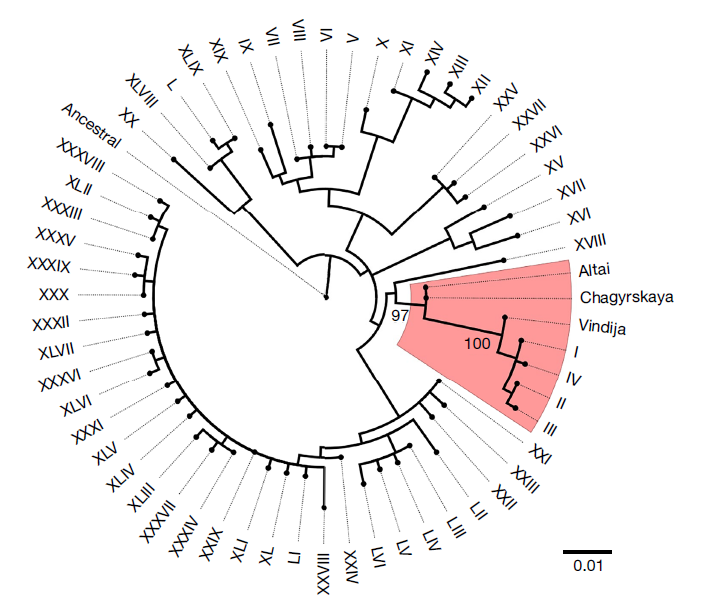 Ancestral
XX
XLVIII
L
XLIX
XIX
IX
VII
VIII
VI
V
X
XI
XIV
XIII
XII
XXV
XXVII
XXVI
XV
XVII
XVI
XVIII
Altai
Chagyrskaya
Vindija
I
IV
II
III
XXI
XXIII
XXII
LII
LIII
LIV
LV
LVI
XXIV
XXVIII
LI
XL
XLI
XXIX
XXXIV
XXXVII
XLIII
XLIV
XLV
XXXI
XLVI
XXXVI
XLVII
XXXII
XXX
XXXIX
XXXV
XXXIII
XLII
XXXVIII
97
100
0.01